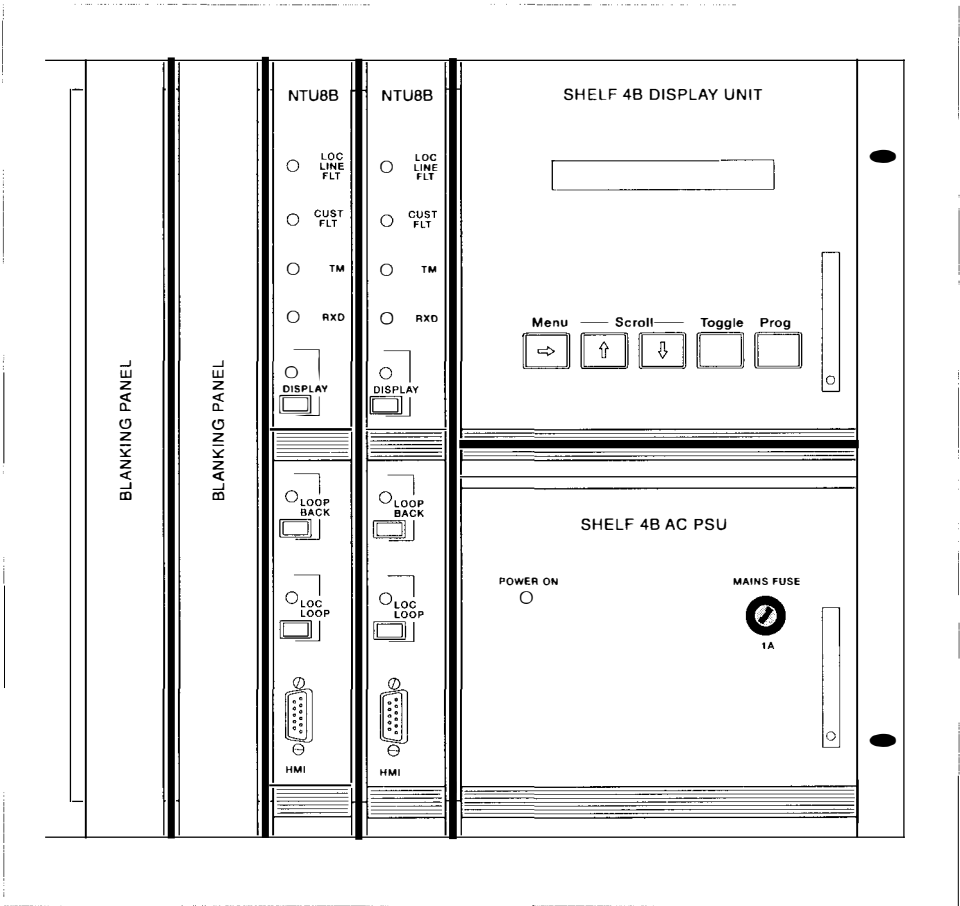 BLANKING PANEL
BLANKING PANEL
NTU8B
LOC
LINE
FLT
CUST
FLT
TM
RXD
DISPLAY
LOOP
BACK
LOC
LOOP
HMI
NTU8B
LOC
LINE
FLT
CUST
FLT
TM
RXD
DISPLAY
LOOP
BACK
LOC
LOOP
HMI
SHELF 4B DISPLAY UNIT
Menu Scroll Toggle Prog
SHELF 4B AC PSU
POWER ON MAINS FUSE
1A